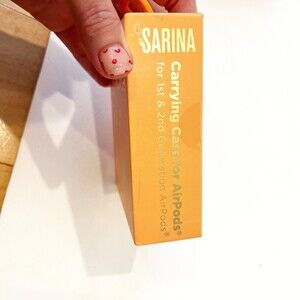 SARINA
Carrying Case for AirPods®
for 1st & 2nd Generation AirPods®